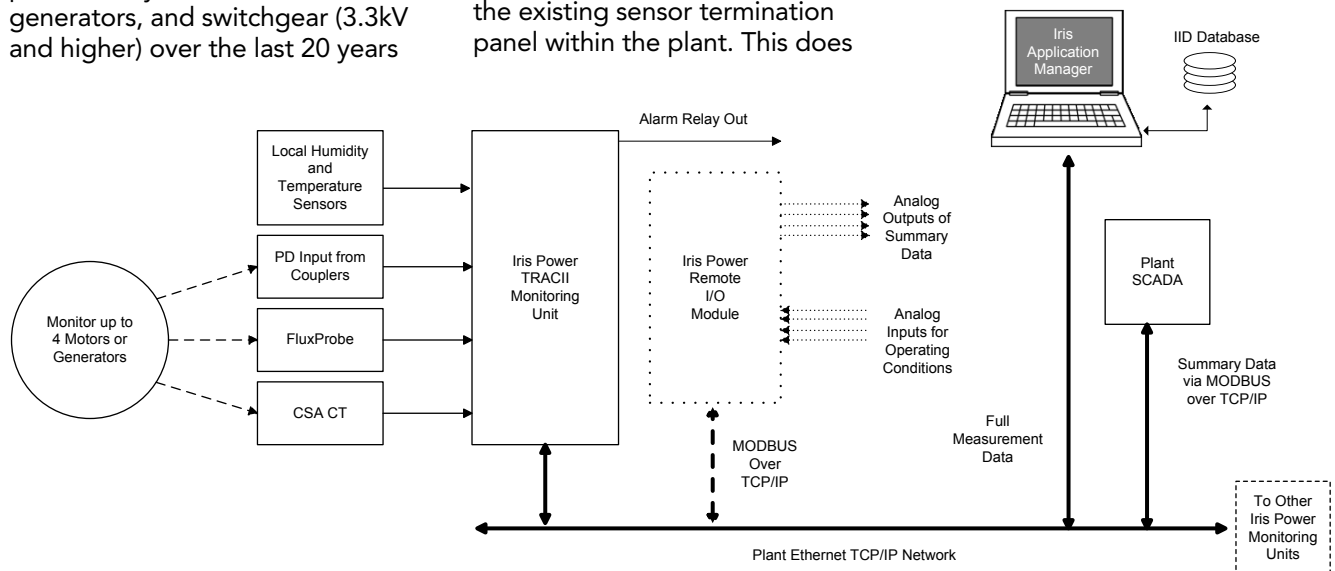 generators, and switchgear (3.3kV
and higher) over the last 20 years
the existing sensor termination
panel within the plant. This does
Iris
Application
Manager
IID Database
Alarm Relay Out
Local Humidity
and
Temperature
Sensors
PD Input from
Couplers
FluxProbe
CSA CT
Monitor up to
4 Motors or
Generators
Iris Power
TRACII
Monitoring
Unit
Iris Power
Remote
I/O
Module
Analog
Outputs of
Summary
Data
Analog
Inputs for
Operating
Conditions
Plant
SCADA
Summary Data
via MODBUS
over TCP/IP
Full
Measurement
Data
MODBUS
Over
TCP/IP
Plant Ethernet TCP/IP Network
To Other
Iris Power
Monitoring
Units